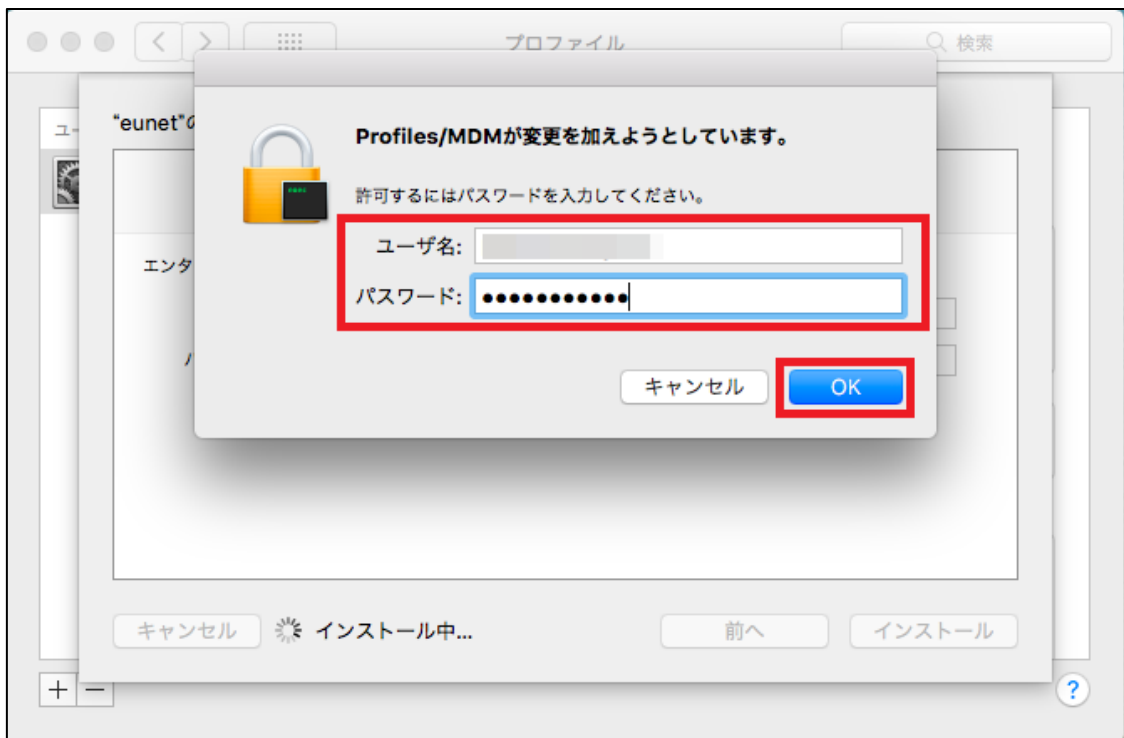 プロファイル
検索
ユー
"eunet"の
Profiles/MDMが変更を加えようとしています。
許可するにはパスワードを入力してください。
ユーザ名:
エンタ
パスワード: ●●●●●●●●●●●
パ
キャンセル
OK
キャンセル
インストール中...
前へ
インストール
+
−
?